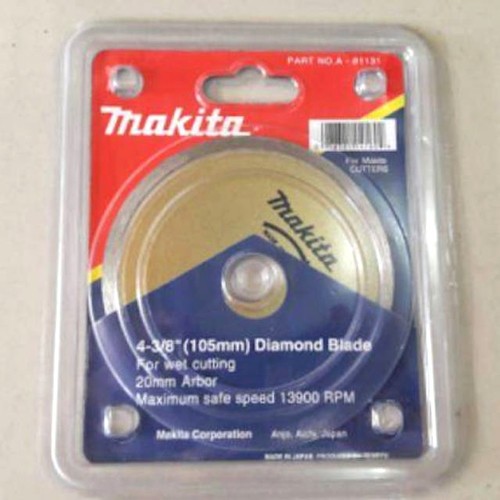 PART NO.A - 81131
makita
For Makita
CUTTERS
makita
4-3/8" (105mm) Diamond Blade
For wet cutting
20mm Arbor
Maximum safe speed 13900 RPM
Makita Corporation Anjo, Aichi, Japan
MADE IN JAPAN